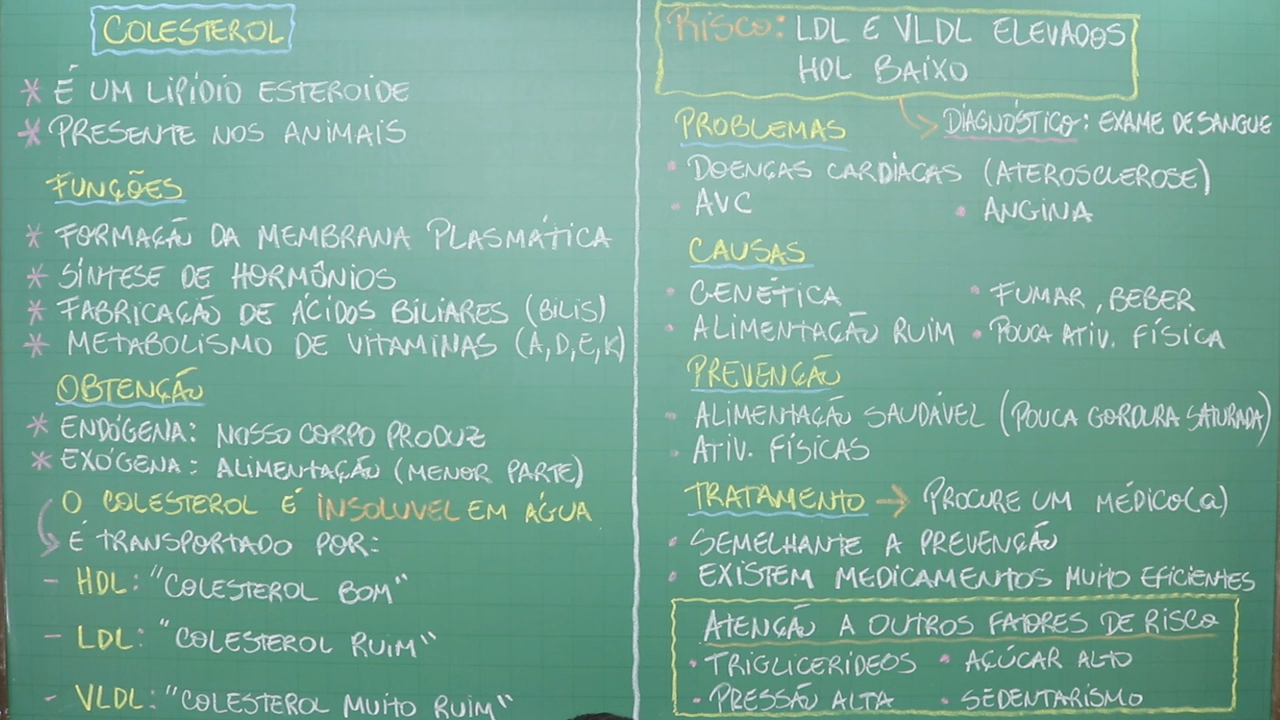 COLESTEROL
* É UM LIPÍDIO ESTEROIDE
* PRESENTE NOS ANIMAIS
FUNÇÕES
* FORMAÇÃO DA MEMBRANA PLASMÁTICA
* SÍNTESE DE HORMÔNIOS
* FABRICAÇÃO DE ÁCIDOS BILIARES (BILIS)
* METABOLISMO DE VITAMINAS (A,D,E,K)
OBTENÇÃO
* ENDÓGENA: NOSSO CORPO PRODUZ
* EXÓGENA: ALIMENTAÇÃO (MENOR PARTE)
O COLESTEROL É INSOLUVEL EM ÁGUA
É TRANSPORTADO POR:
- HDL: "COLESTEROL BOM"
- LDL: "COLESTEROL RUIM"
- VLDL: "COLESTEROL MUITO RUIM"
RISCO: LDL E VLDL ELEVADOS
HDL BAIXO
DIAGNÓSTICO: EXAME DE SANGUE
PROBLEMAS
• DOENÇAS CARDÍACAS (ATEROSCLEROSE)
• AVC • ANGINA
CAUSAS
• GENÉTICA • FUMAR, BEBER
• ALIMENTAÇÃO RUIM • POUCA ATIV. FÍSICA
PREVENÇÃO
• ALIMENTAÇÃO SAUDÁVEL (POUCA GORDURA SATURADA)
• ATIV. FÍSICAS
TRATAMENTO → PROCURE UM MÉDICO(A)
• SEMELHANTE A PREVENÇÃO
• EXISTEM MEDICAMENTOS MUITO EFICIENTES
ATENÇÃO A OUTROS FATORES DE RISCO
• TRIGLICERÍDEOS • AÇÚCAR ALTO
• PRESSÃO ALTA • SEDENTARISMO